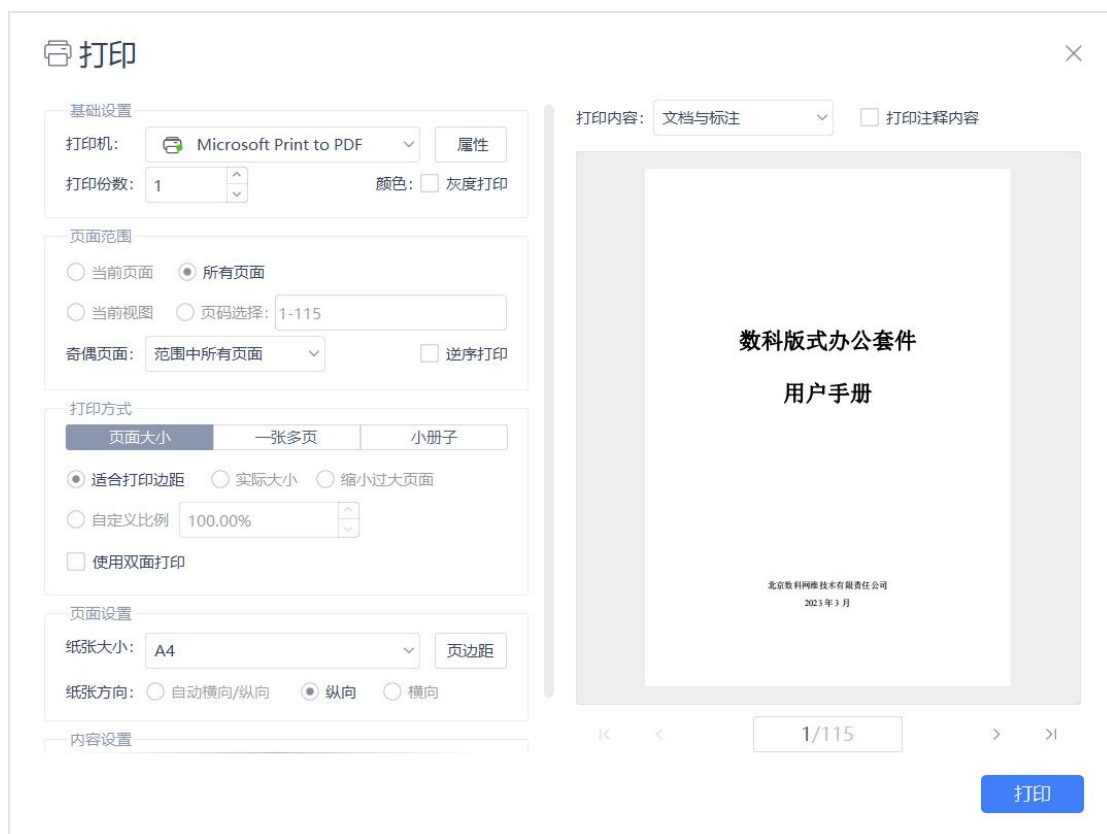 打印
基础设置
打印机: Microsoft Print to PDF 属性
打印份数: 1 颜色: 灰度打印
页面范围
当前页面 所有页面
当前视图 页码选择: 1-115
奇偶页面: 范围中所有页面 逆序打印
打印方式
页面大小 一张多页 小册子
适合打印边距 实际大小 缩小过大页面
自定义比例 100.00%
使用双面打印
页面设置
纸张大小: A4 页边距
纸张方向: 自动横向/纵向 纵向 横向
内容设置
打印内容: 文档与标注 打印注释内容
数科版式办公套件
用户手册
北京数科网维技术有限责任公司
2023 年 3 月
1/115
打印